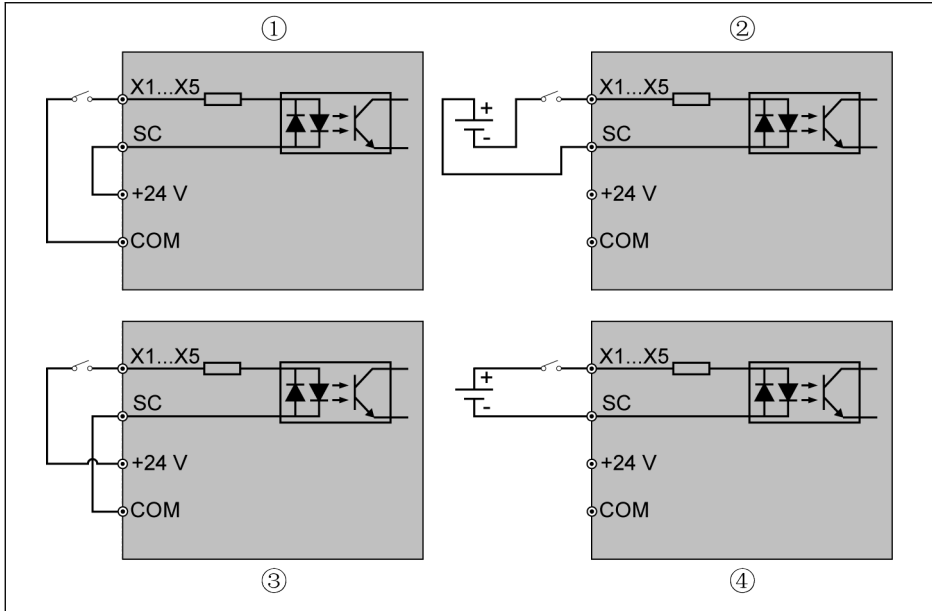 ①
X1...X5
SC
+24 V
COM
②
+
-
X1...X5
SC
+24 V
COM
X1...X5
SC
+24 V
COM
③
+
-
X1...X5
SC
+24 V
COM
④